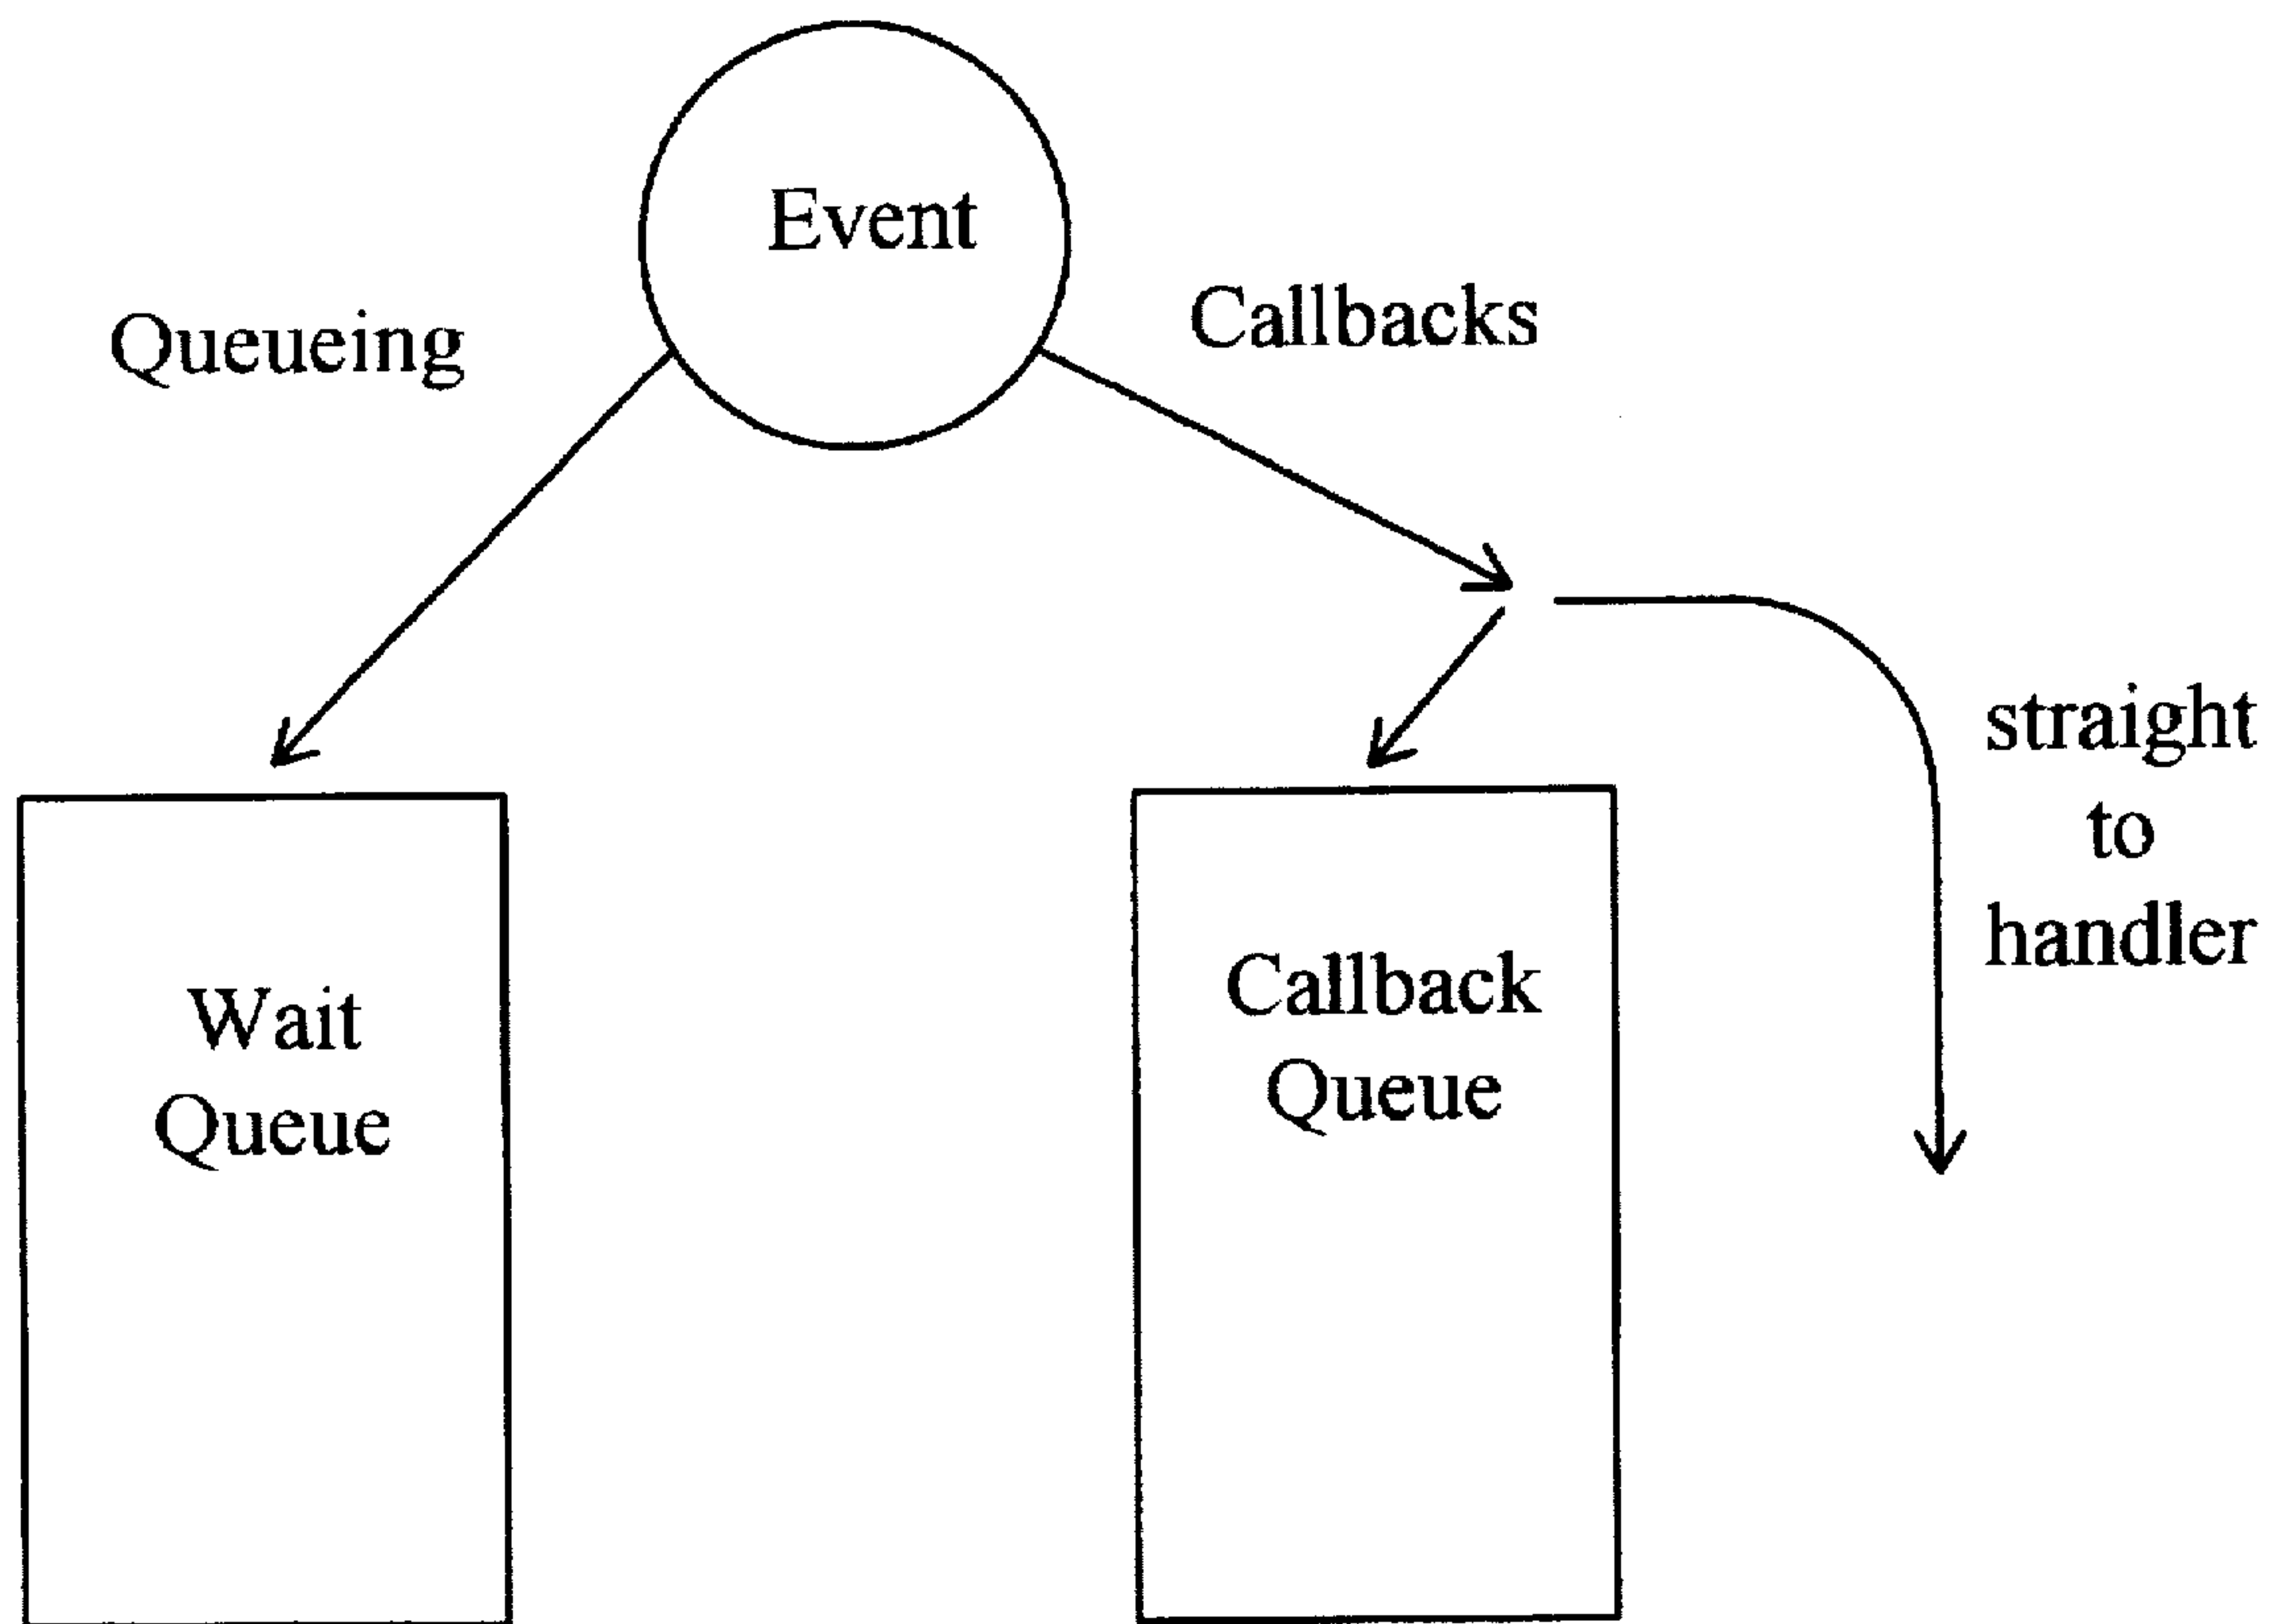 Event
Queueing
Callbacks
straight
to
handler
Wait
Queue
Callback
Queue